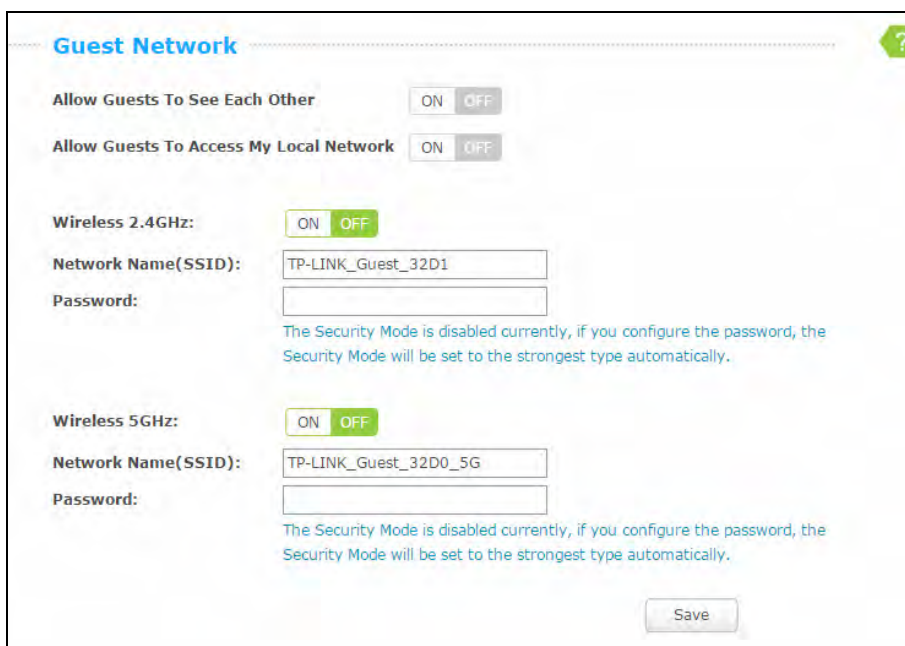 Guest Network
?
Allow Guests To See Each Other ON OFF
Allow Guests To Access My Local Network ON OFF
Wireless 2.4GHz: ON OFF
Network Name(SSID): TP-LINK_Guest_32D1
Password:
The Security Mode is disabled currently, if you configure the password, the
Security Mode will be set to the strongest type automatically.
Wireless 5GHz: ON OFF
Network Name(SSID): TP-LINK_Guest_32D0_5G
Password:
The Security Mode is disabled currently, if you configure the password, the
Security Mode will be set to the strongest type automatically.
Save